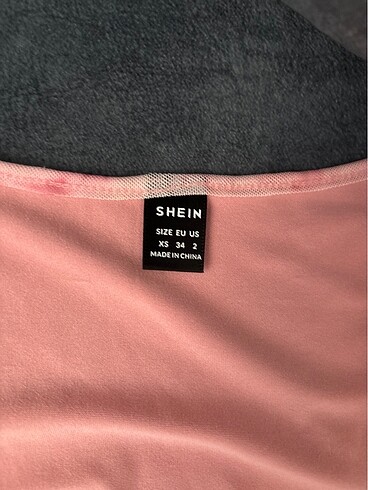 SHEIN
SIZE EU US
XS 34 2
MADE IN CHINA